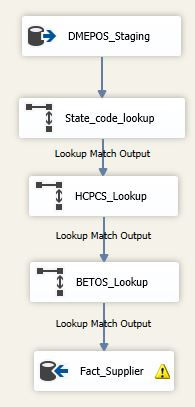 DMEPOS_Staging
State_code_lookup
Lookup Match Output
HCPCS_Lookup
Lookup Match Output
BETOS_Lookup
Lookup Match Output
Fact_Supplier